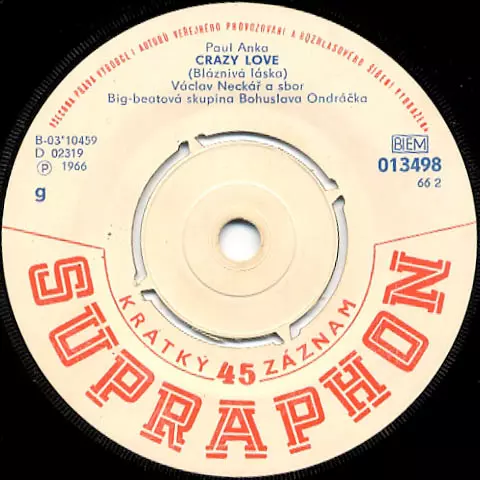 VŠECHNA PRÁVA VÝROBCE I AUTORŮ VEŘEJNÉHO PROVOZOVÁNÍ A ROZHLASOVÉHO ŠÍŘENÍ VYHRAZENA
Paul Anka
CRAZY LOVE
(Bláznivá láska)
Václav Neckář a sbor
Big-beatová skupina Bohuslava Ondráčka
B-03*10459
D 02319
Ⓟ 1966
g
BIEM
013498
66 2
KRÁTKÝ 45 ZÁZNAM
SUPRAPHON